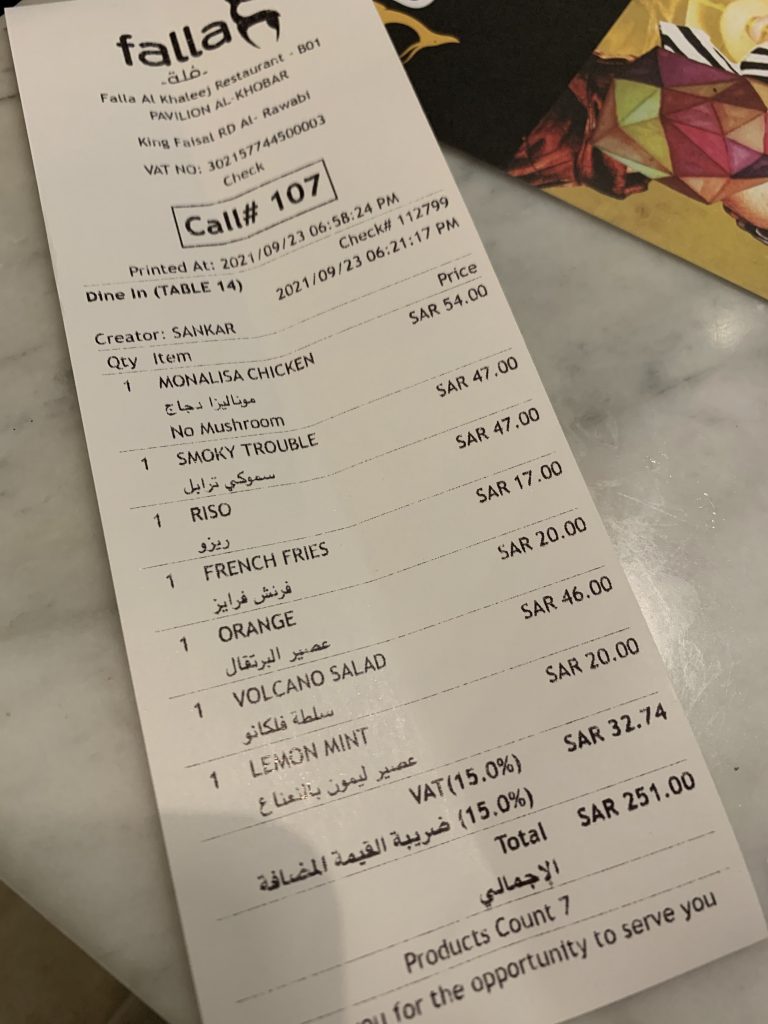 falla
-فلة-
Falla Al Khaleej Restaurant - B01
PAVILION AL-KHOBAR
King Faisal RD Al- Rawabi
VAT NO: 302157744500003
Check
Call# 107
Printed At: 2021/09/23 06:58:24 PM
Check# 112799
Dine In (TABLE 14)
2021/09/23 06:21:17 PM
Creator: SANKAR
Qty Item Price
1 MONALISA CHICKEN SAR 54.00
موناليزا دجاج
No Mushroom
1 SMOKY TROUBLE SAR 47.00
سموكي ترابل
1 RISO SAR 47.00
ريزو
1 FRENCH FRIES SAR 17.00
فرنش فرايز
1 ORANGE SAR 20.00
عصير البرتقال
1 VOLCANO SALAD SAR 46.00
سلطة فلكانو
1 LEMON MINT SAR 20.00
عصير ليمون بالنعناع
VAT(15.0%) SAR 32.74
ضريبة القيمة المضافة (15.0%)
Total SAR 251.00
الإجمالي
Products Count 7
you for the opportunity to serve you